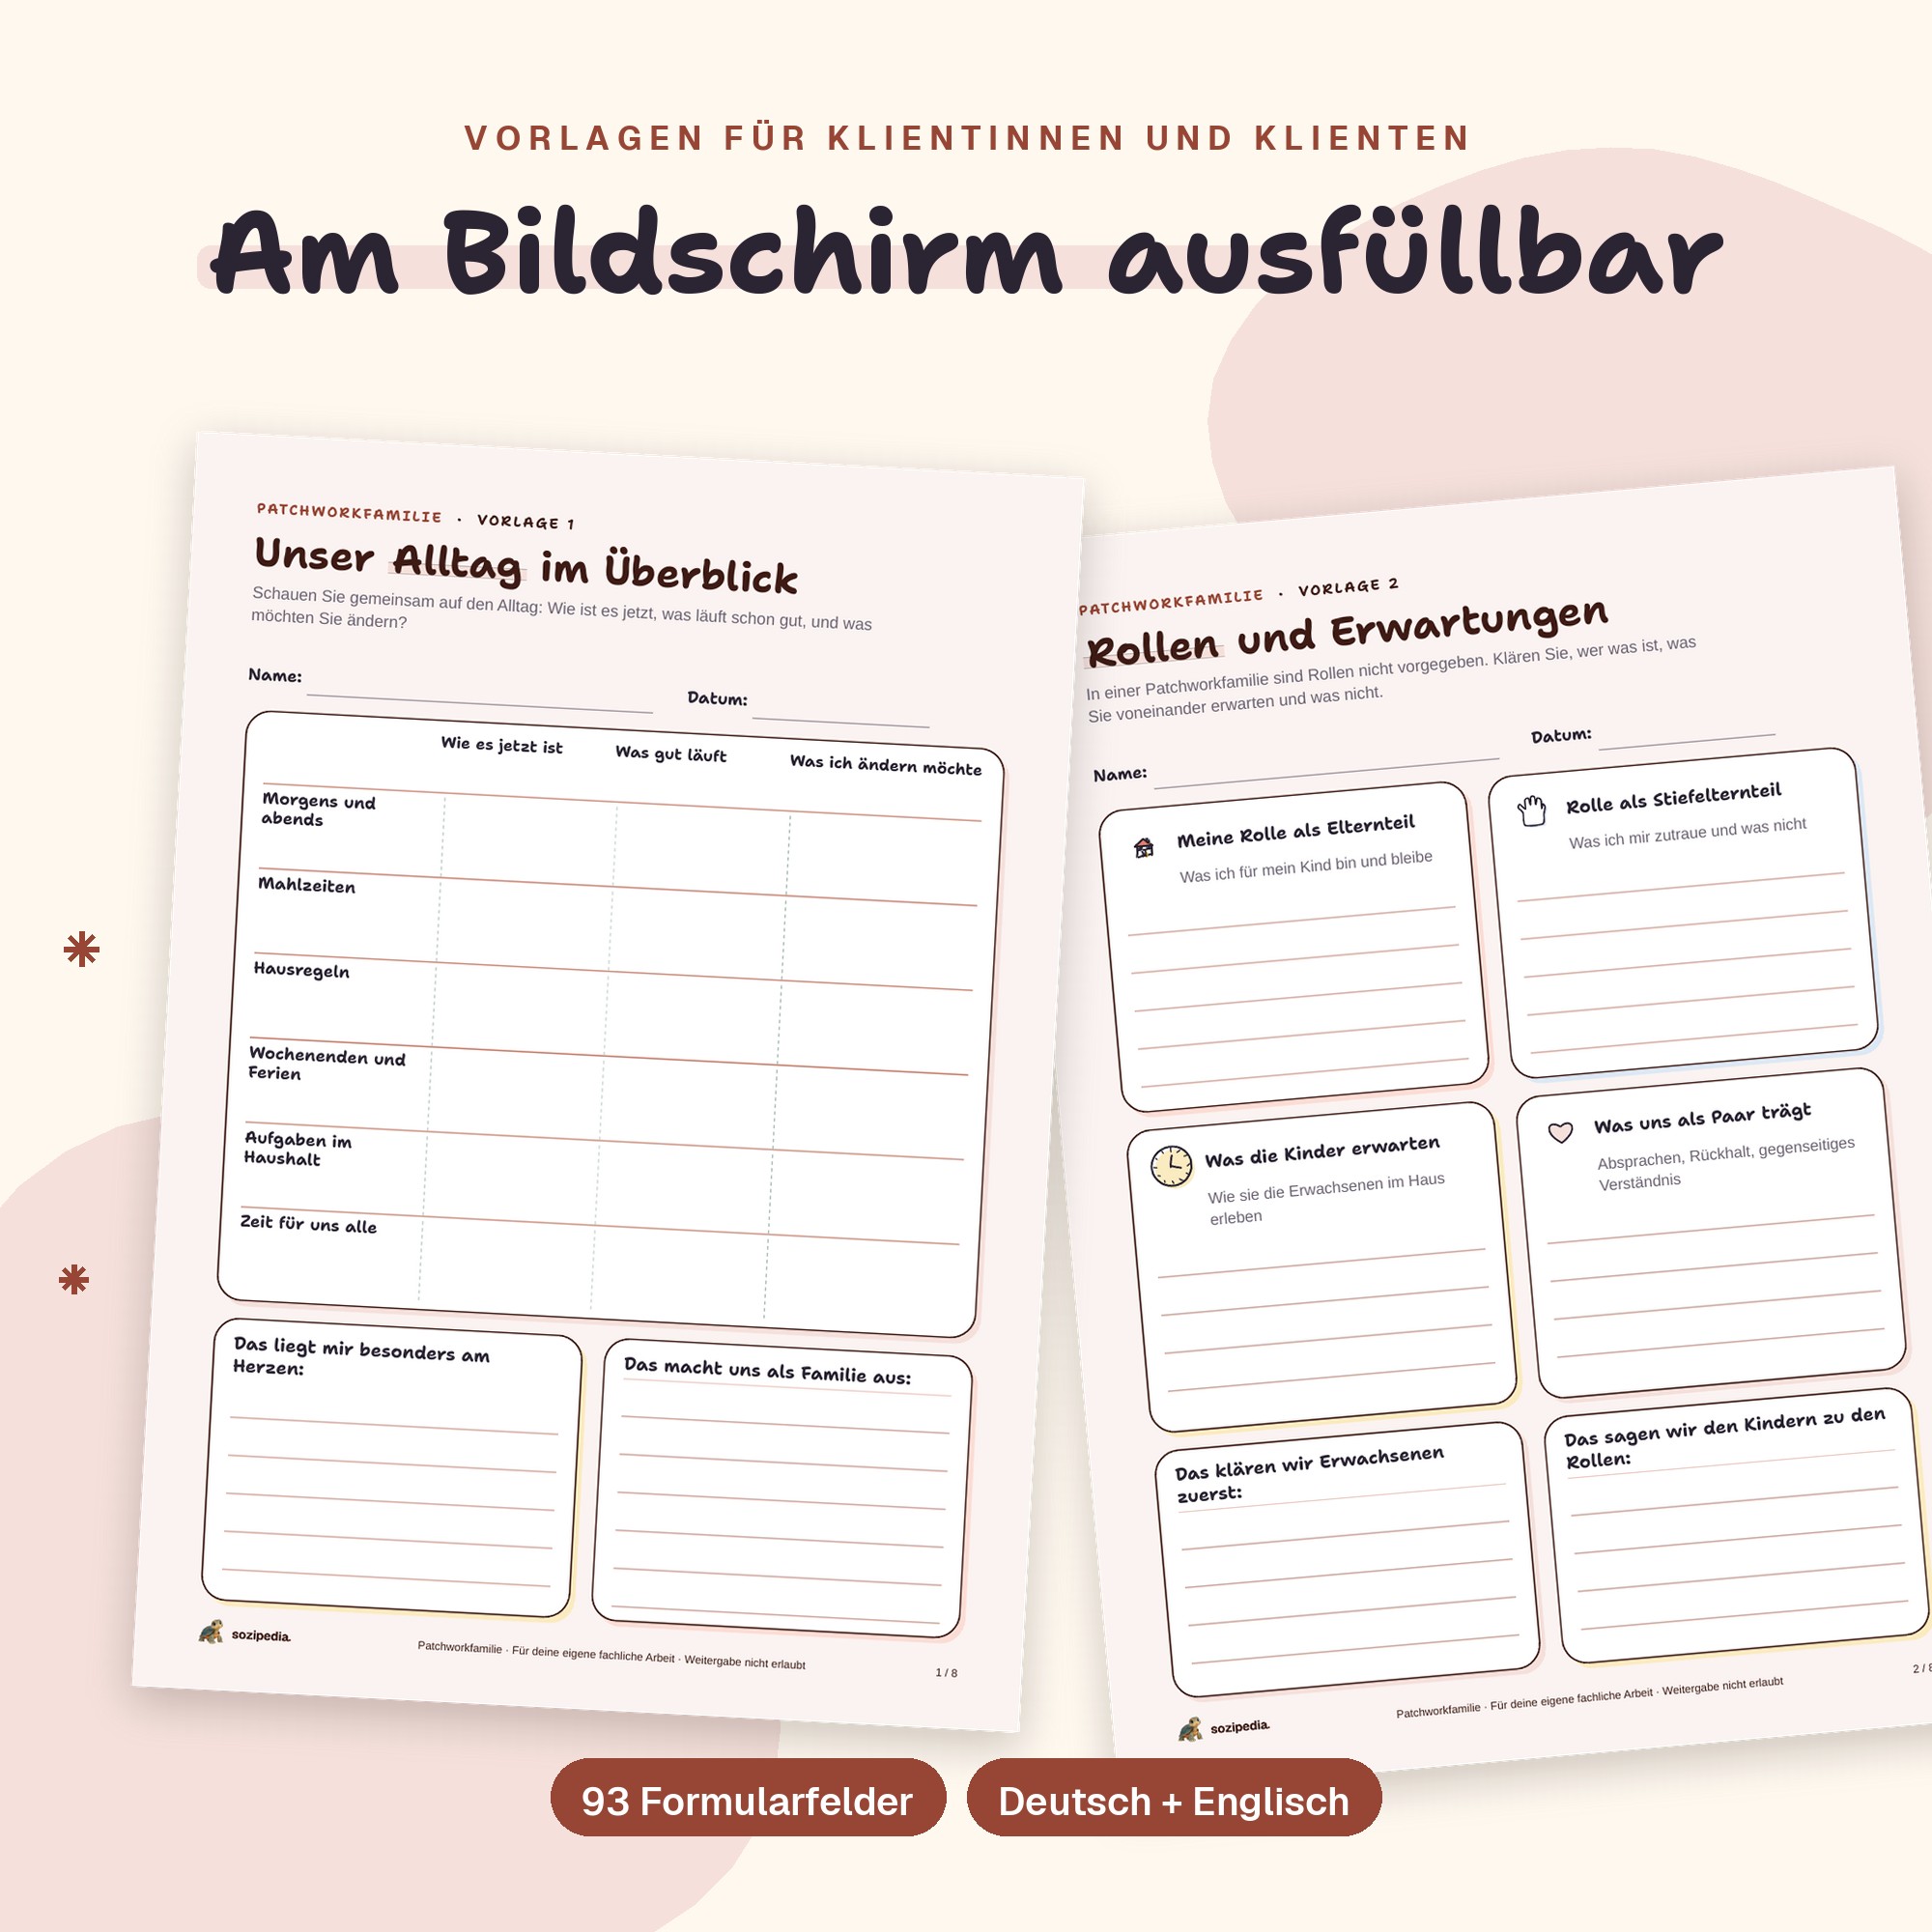 VORLAGEN FÜR KLIENTINNEN UND KLIENTEN
Am Bildschirm ausfüllbar
PATCHWORKFAMILIE · VORLAGE 1
Unser Alltag im Überblick
Schauen Sie gemeinsam auf den Alltag: Wie ist es jetzt, was läuft schon gut, und was
möchten Sie ändern?
Name:
Datum:
Wie es jetzt ist
Was gut läuft
Was ich ändern möchte
Morgens und
abends
Mahlzeiten
Hausregeln
Wochenenden und
Ferien
Aufgaben im
Haushalt
Zeit für uns alle
Das liegt mir besonders am
Herzen:
Das macht uns als Familie aus:
sozipedia.
Patchworkfamilie · Für deine eigene fachliche Arbeit · Weitergabe nicht erlaubt
1 / 8
PATCHWORKFAMILIE · VORLAGE 2
Rollen und Erwartungen
In einer Patchworkfamilie sind Rollen nicht vorgegeben. Klären Sie, wer was ist, was
Sie voneinander erwarten und was nicht.
Name:
Datum:
Meine Rolle als Elternteil
Was ich für mein Kind bin und bleibe
Rolle als Stiefelternteil
Was ich mir zutraue und was nicht
Was die Kinder erwarten
Wie sie die Erwachsenen im Haus
erleben
Was uns als Paar trägt
Absprachen, Rückhalt, gegenseitiges
Verständnis
Das klären wir Erwachsenen
zuerst:
Das sagen wir den Kindern zu den
Rollen:
sozipedia.
Patchworkfamilie · Für deine eigene fachliche Arbeit · Weitergabe nicht erlaubt
2 / 8
93 Formularfelder
Deutsch + Englisch